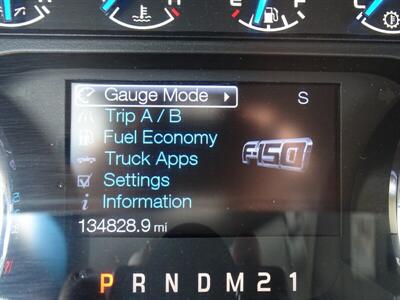 E F C
Gauge Mode
S
Trip A / B
Fuel Economy
F-150
Truck Apps
Settings
i Information
134828.9 mi
P R N D M 2 1